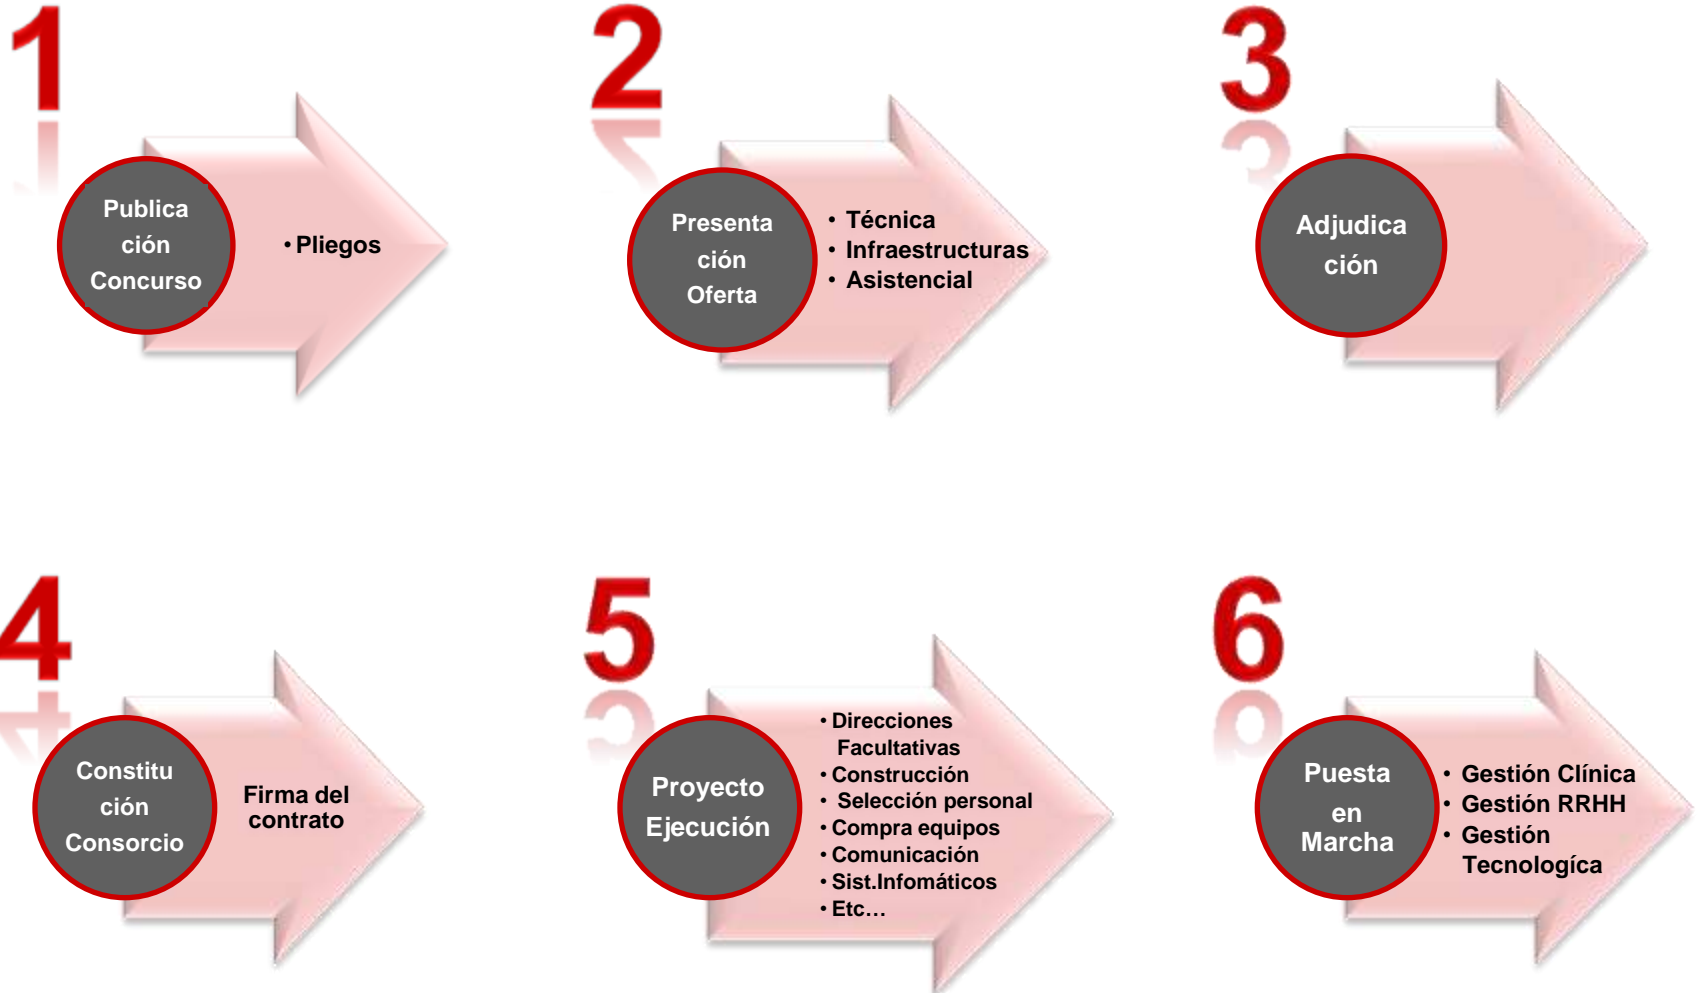 1
Publica
ción
Concurso
• Pliegos
2
Presenta
ción
Oferta
• Técnica
• Infraestructuras
• Asistencial
3
Adjudica
ción
4
Constitu
ción
Consorcio
Firma del
contrato
5
Proyecto
Ejecución
• Direcciones
Facultativas
• Construcción
• Selección personal
• Compra equipos
• Comunicación
• Sist.Infomáticos
• Etc...
6
Puesta
en
Marcha
• Gestión Clínica
• Gestión RRHH
• Gestión
Tecnologíca